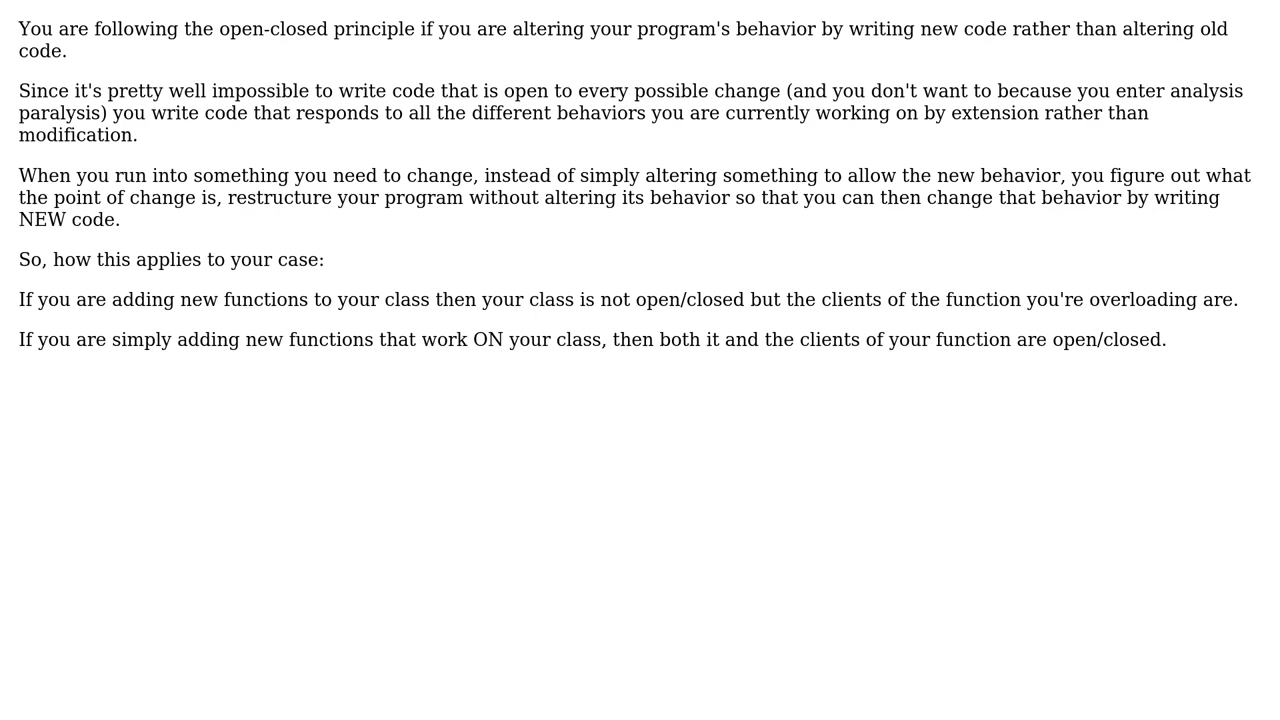 You are following the open-closed principle if you are altering your program's behavior by writing new code rather than altering old
code.
Since it's pretty well impossible to write code that is open to every possible change (and you don't want to because you enter analysis
paralysis) you write code that responds to all the different behaviors you are currently working on by extension rather than
modification.
When you run into something you need to change, instead of simply altering something to allow the new behavior, you figure out what
the point of change is, restructure your program without altering its behavior so that you can then change that behavior by writing
NEW code.
So, how this applies to your case:
If you are adding new functions to your class then your class is not open/closed but the clients of the function you're overloading are.
If you are simply adding new functions that work ON your class, then both it and the clients of your function are open/closed.